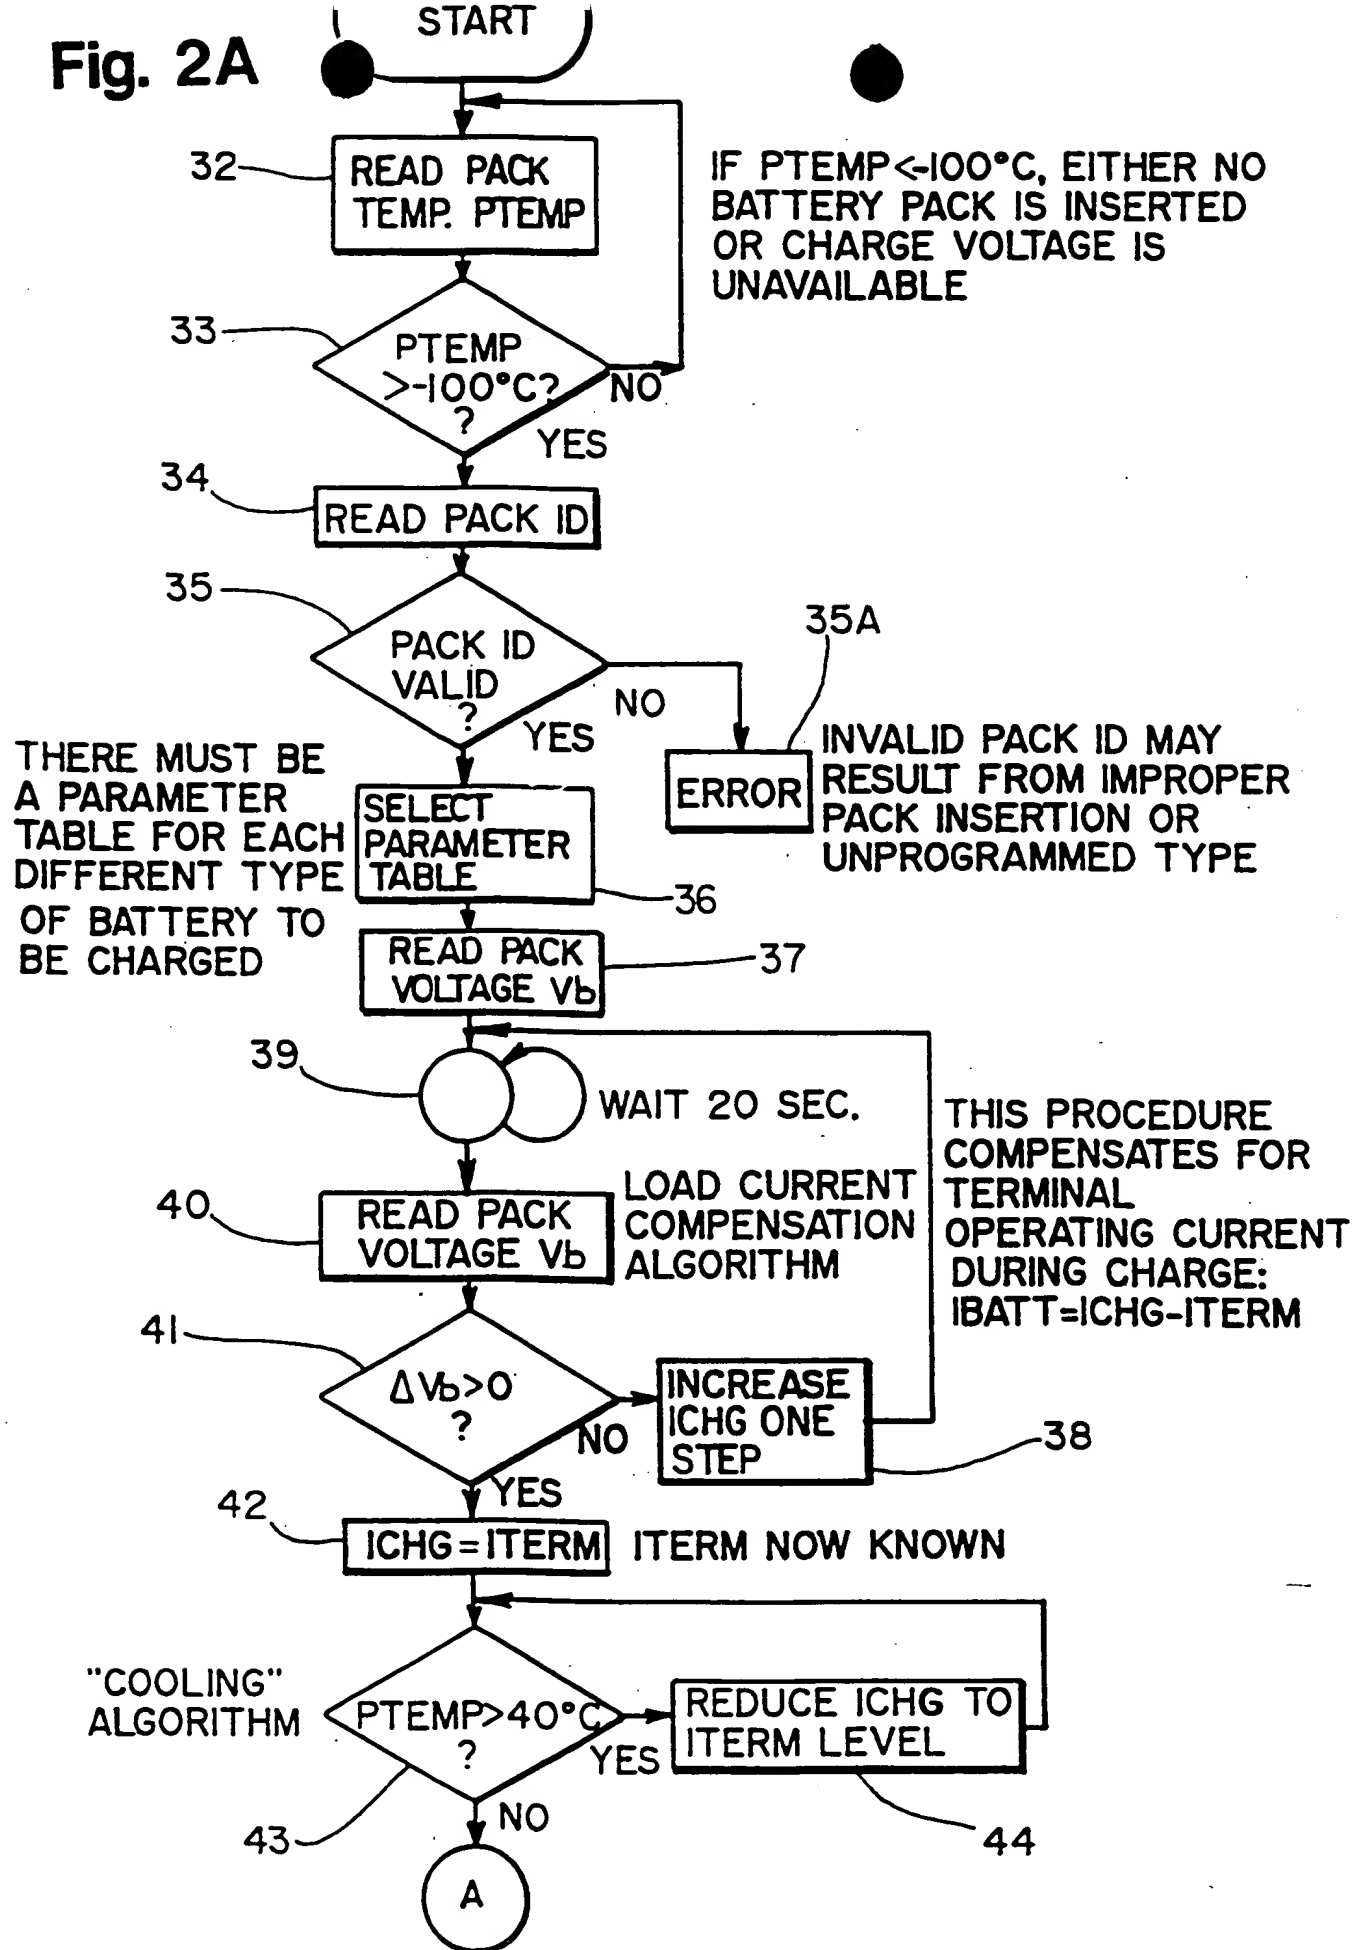 START
Fig. 2A
32
READ PACK
TEMP. PTEMP
IF PTEMP<-100°C, EITHER NO
BATTERY PACK IS INSERTED
OR CHARGE VOLTAGE IS
UNAVAILABLE
33
PTEMP
>-100°C?
?
NO
YES
34
READ PACK ID
35
PACK ID
VALID
?
NO
YES
35A
ERROR
INVALID PACK ID MAY
RESULT FROM IMPROPER
PACK INSERTION OR
UNPROGRAMMED TYPE
THERE MUST BE
A PARAMETER
TABLE FOR EACH
DIFFERENT TYPE
OF BATTERY TO
BE CHARGED
SELECT
PARAMETER
TABLE
36
READ PACK
VOLTAGE Vb
37
39
WAIT 20 SEC.
40
READ PACK
VOLTAGE Vb
LOAD CURRENT
COMPENSATION
ALGORITHM
THIS PROCEDURE
COMPENSATES FOR
TERMINAL
OPERATING CURRENT
DURING CHARGE:
IBATT=ICHG-ITERM
41
ΔVb>0
?
NO
YES
INCREASE
ICHG ONE
STEP
38
42
ICHG=ITERM
ITERM NOW KNOWN
"COOLING"
ALGORITHM
PTEMP>40°C
?
YES
NO
REDUCE ICHG TO
ITERM LEVEL
43
44
A